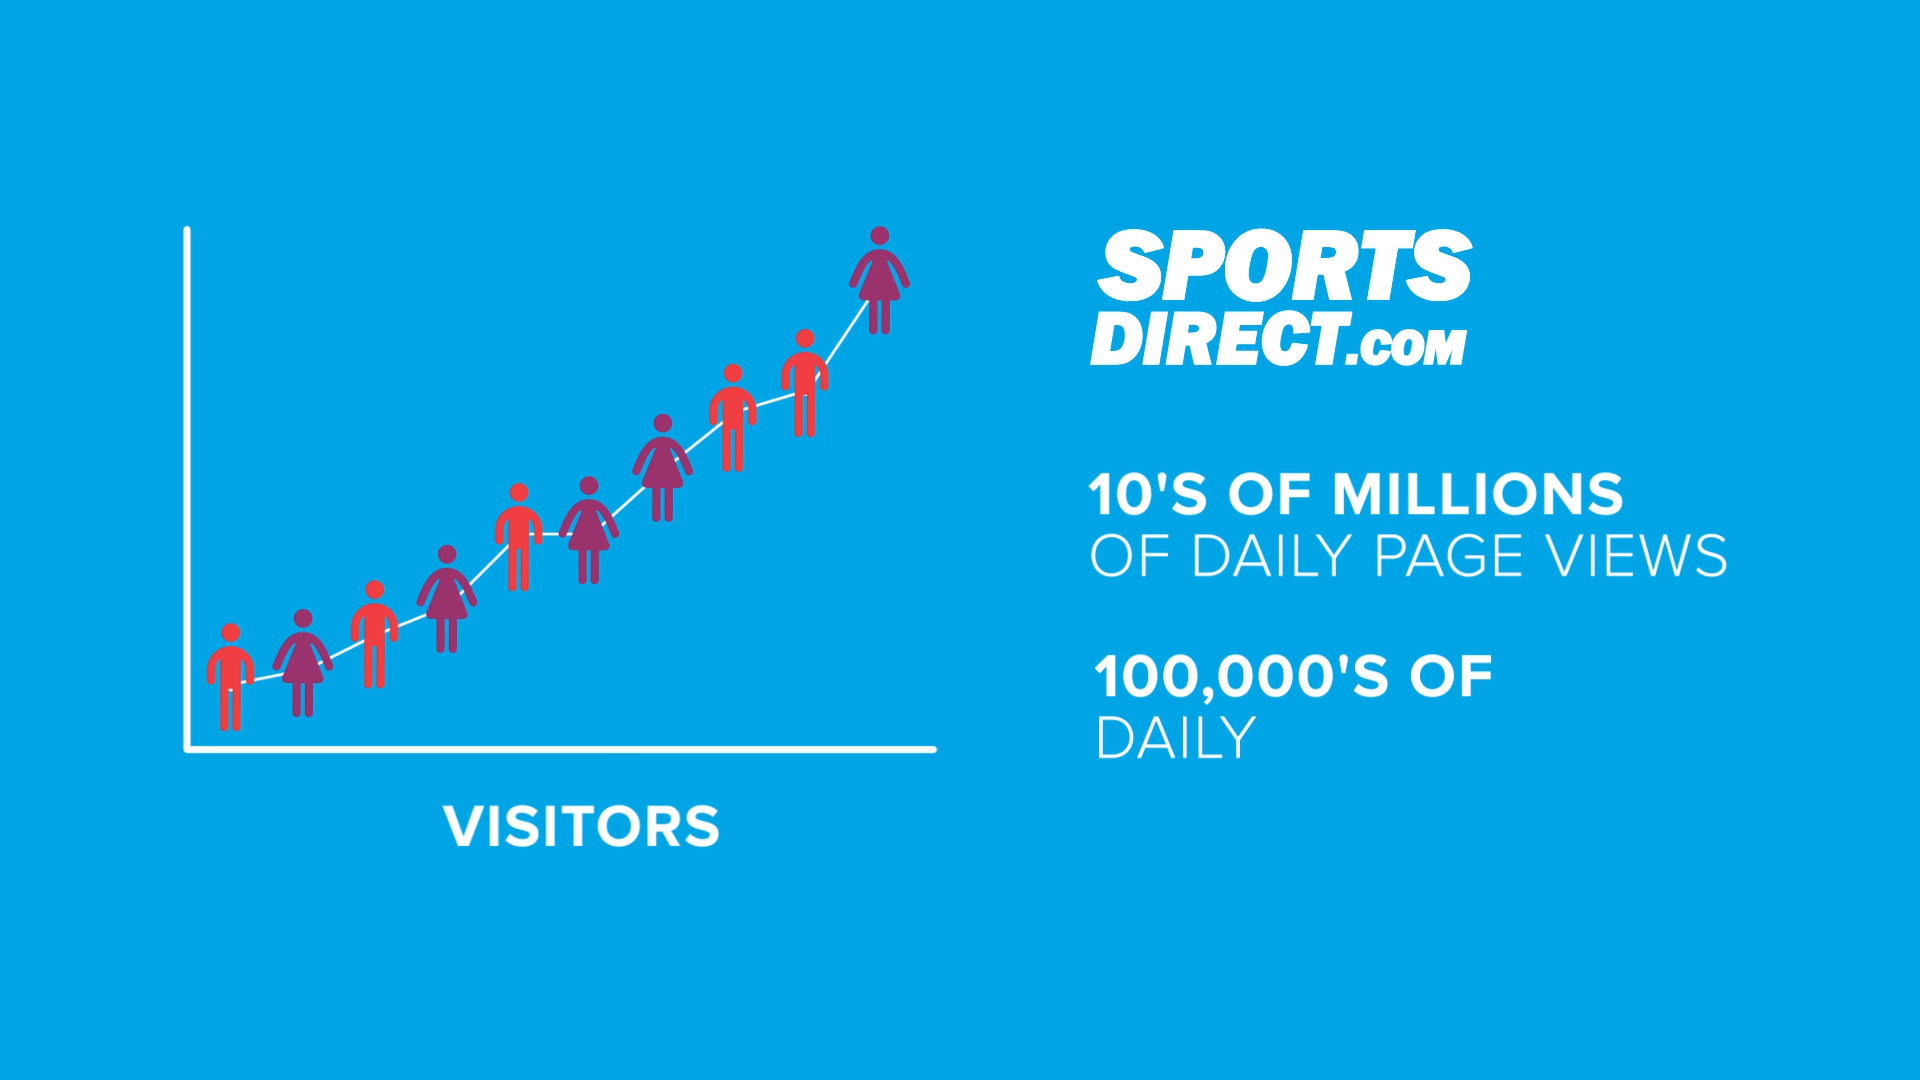 SPORTS
DIRECT.COM
10'S OF MILLIONS
OF DAILY PAGE VIEWS
100,000'S OF
DAILY
VISITORS